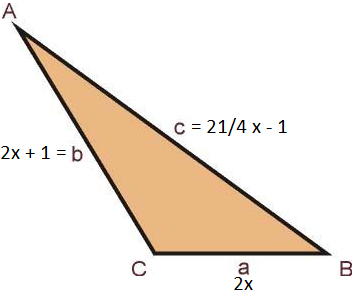 A
c = 21/4 x - 1
2x + 1 = b
C
a
B
2x